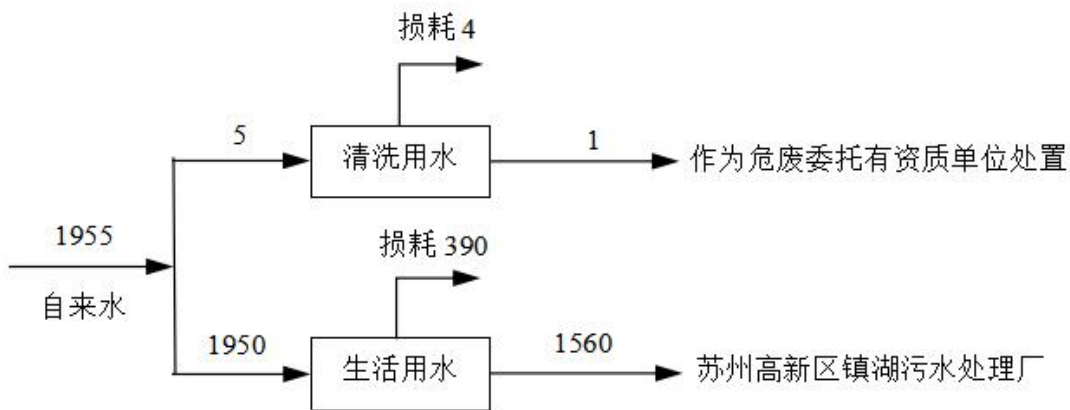 损耗 4
5
清洗用水
1
作为危废委托有资质单位处置
1955
自来水
损耗 390
1950
生活用水
1560
苏州高新区镇湖污水处理厂